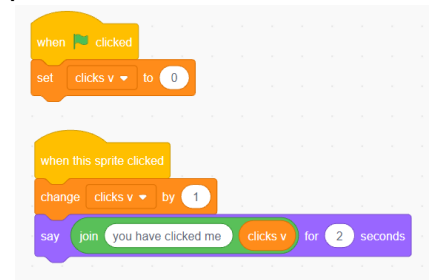 when clicked
set clicks v to 0
when this sprite clicked
change clicks v by 1
say join you have clicked me clicks v for 2 seconds